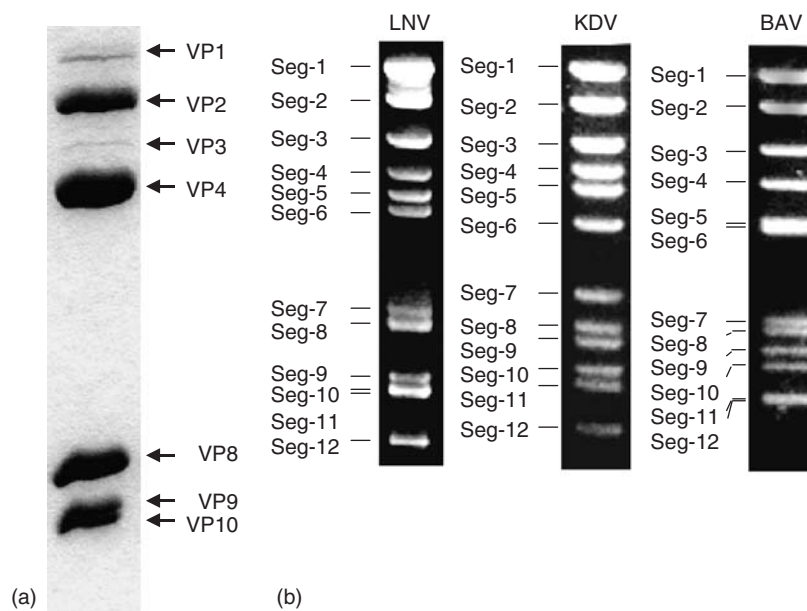 VP1
VP2
VP3
VP4
VP8
VP9
VP10
(a)
LNV
Seg-1
Seg-2
Seg-3
Seg-4
Seg-5
Seg-6
Seg-7
Seg-8
Seg-9
Seg-10
Seg-11
Seg-12
KDV
Seg-1
Seg-2
Seg-3
Seg-4
Seg-5
Seg-6
Seg-7
Seg-8
Seg-9
Seg-10
Seg-11
Seg-12
BAV
Seg-1
Seg-2
Seg-3
Seg-4
Seg-5
Seg-6
Seg-7
Seg-8
Seg-9
Seg-10
Seg-11
Seg-12
(b)